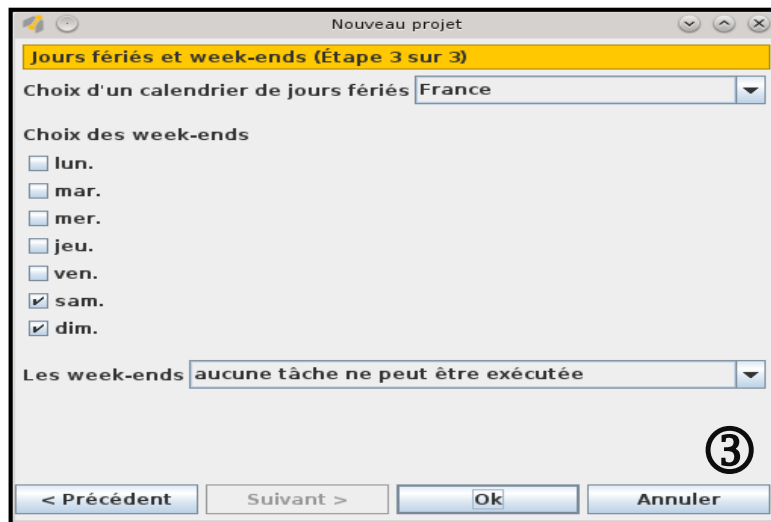 Nouveau projet
Jours fériés et week-ends (Étape 3 sur 3)
Choix d'un calendrier de jours fériés France
Choix des week-ends
lun.
mar.
mer.
jeu.
ven.
sam.
dim.
Les week-ends aucune tâche ne peut être exécutée
③
< Précédent Suivant > Ok Annuler